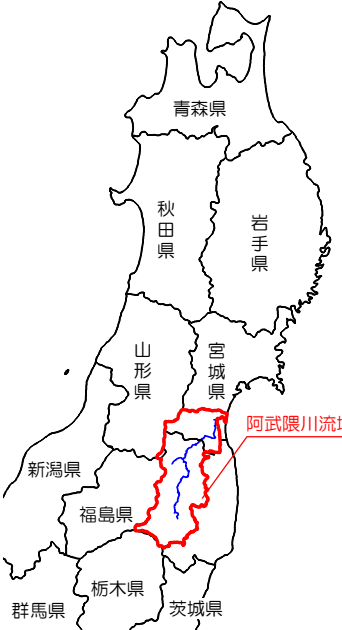 青森県
秋田県
岩手県
山形県
宮城県
阿武隈川流域
新潟県
福島県
栃木県
群馬県
茨城県